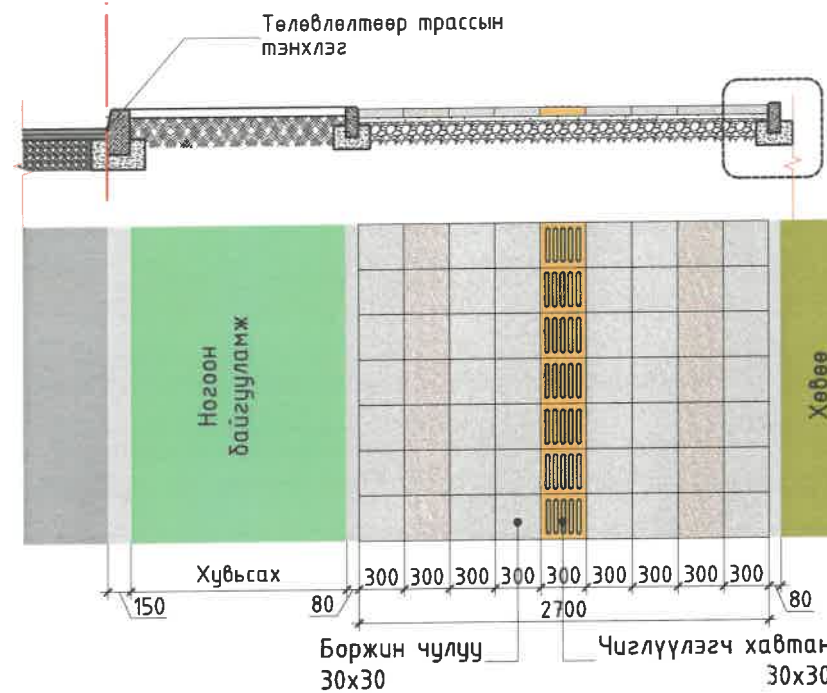 Төлөвлөлтөөр трассын
тэнхлэг
Ногоон
байгууламж
Хөвөө
Хувьсах
150
80
300 300 300 300 300 300 300 300 300
80
2700
Боржин чулуу
30х30
Чиглүүлэгч хавтан
30х30